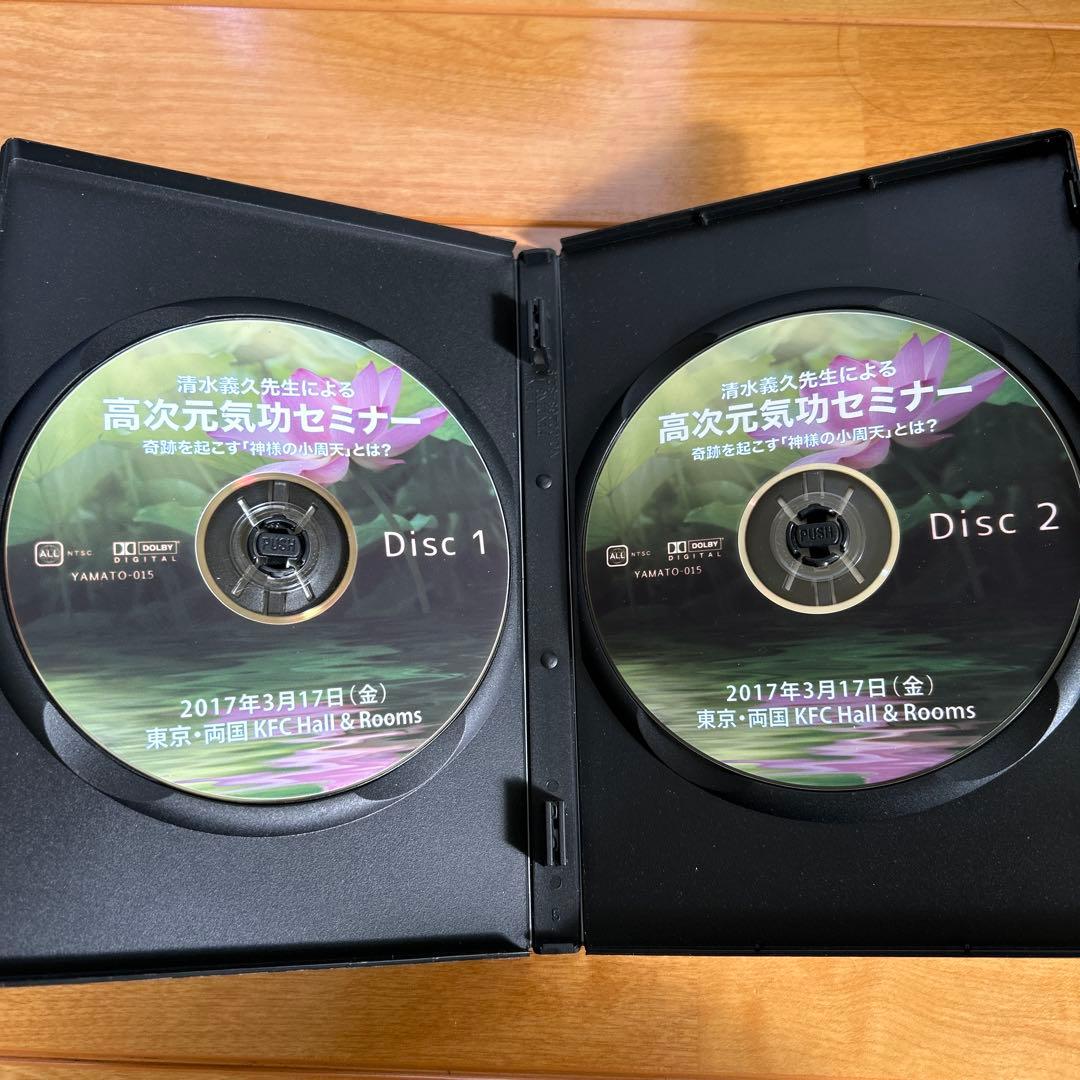 清水義久先生による
高次元気功セミナー
奇跡を起こす「神様の小周天」とは？
ALL NTSC DOLBY DIGITAL
YAMATO-015
PUSH
Disc 1
2017年3月17日(金)
東京・両国 KFC Hall & Rooms
清水義久先生による
高次元気功セミナー
奇跡を起こす「神様の小周天」とは？
ALL NTSC DOLBY DIGITAL
YAMATO-015
PUSH
Disc 2
2017年3月17日(金)
東京・両国 KFC Hall & Rooms
5